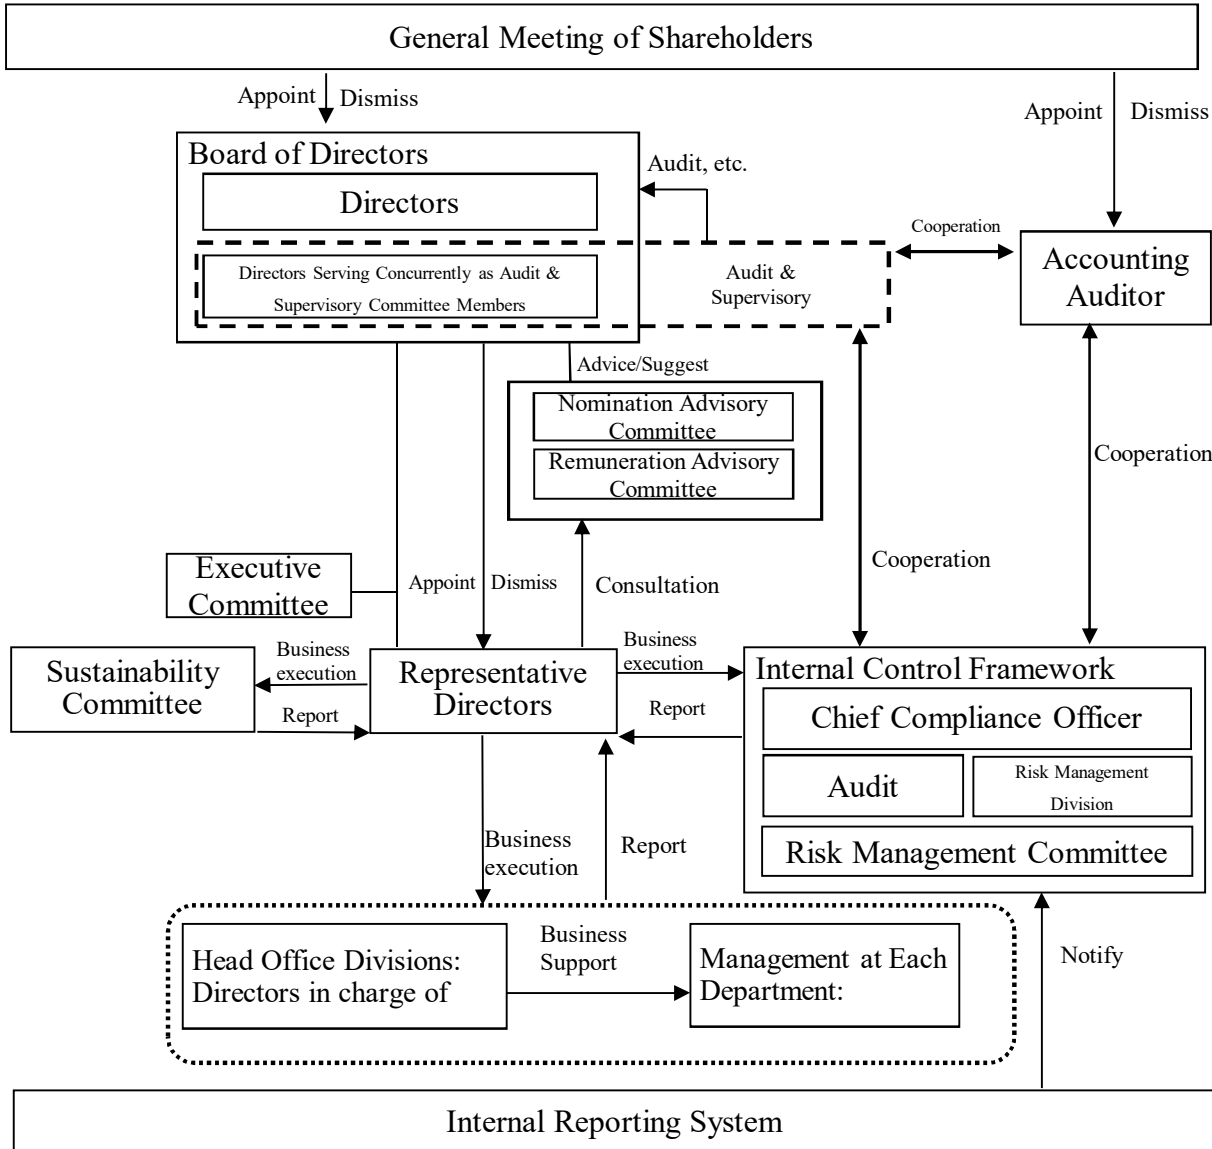 General Meeting of Shareholders
Appoint Dismiss
Appoint Dismiss
Board of Directors
Directors
Audit, etc.
Directors Serving Concurrently as Audit &
Supervisory Committee Members
Audit &
Supervisory
Cooperation
Accounting
Auditor
Advice/Suggest
Nomination Advisory
Committee
Remuneration Advisory
Committee
Cooperation
Cooperation
Executive
Committee
Appoint Dismiss
Consultation
Sustainability
Committee
Business
execution
Report
Representative
Directors
Business
execution
Report
Internal Control Framework
Chief Compliance Officer
Audit
Risk Management
Division
Risk Management Committee
Business
execution
Report
Head Office Divisions:
Directors in charge of
Business
Support
Management at Each
Department:
Notify
Internal Reporting System